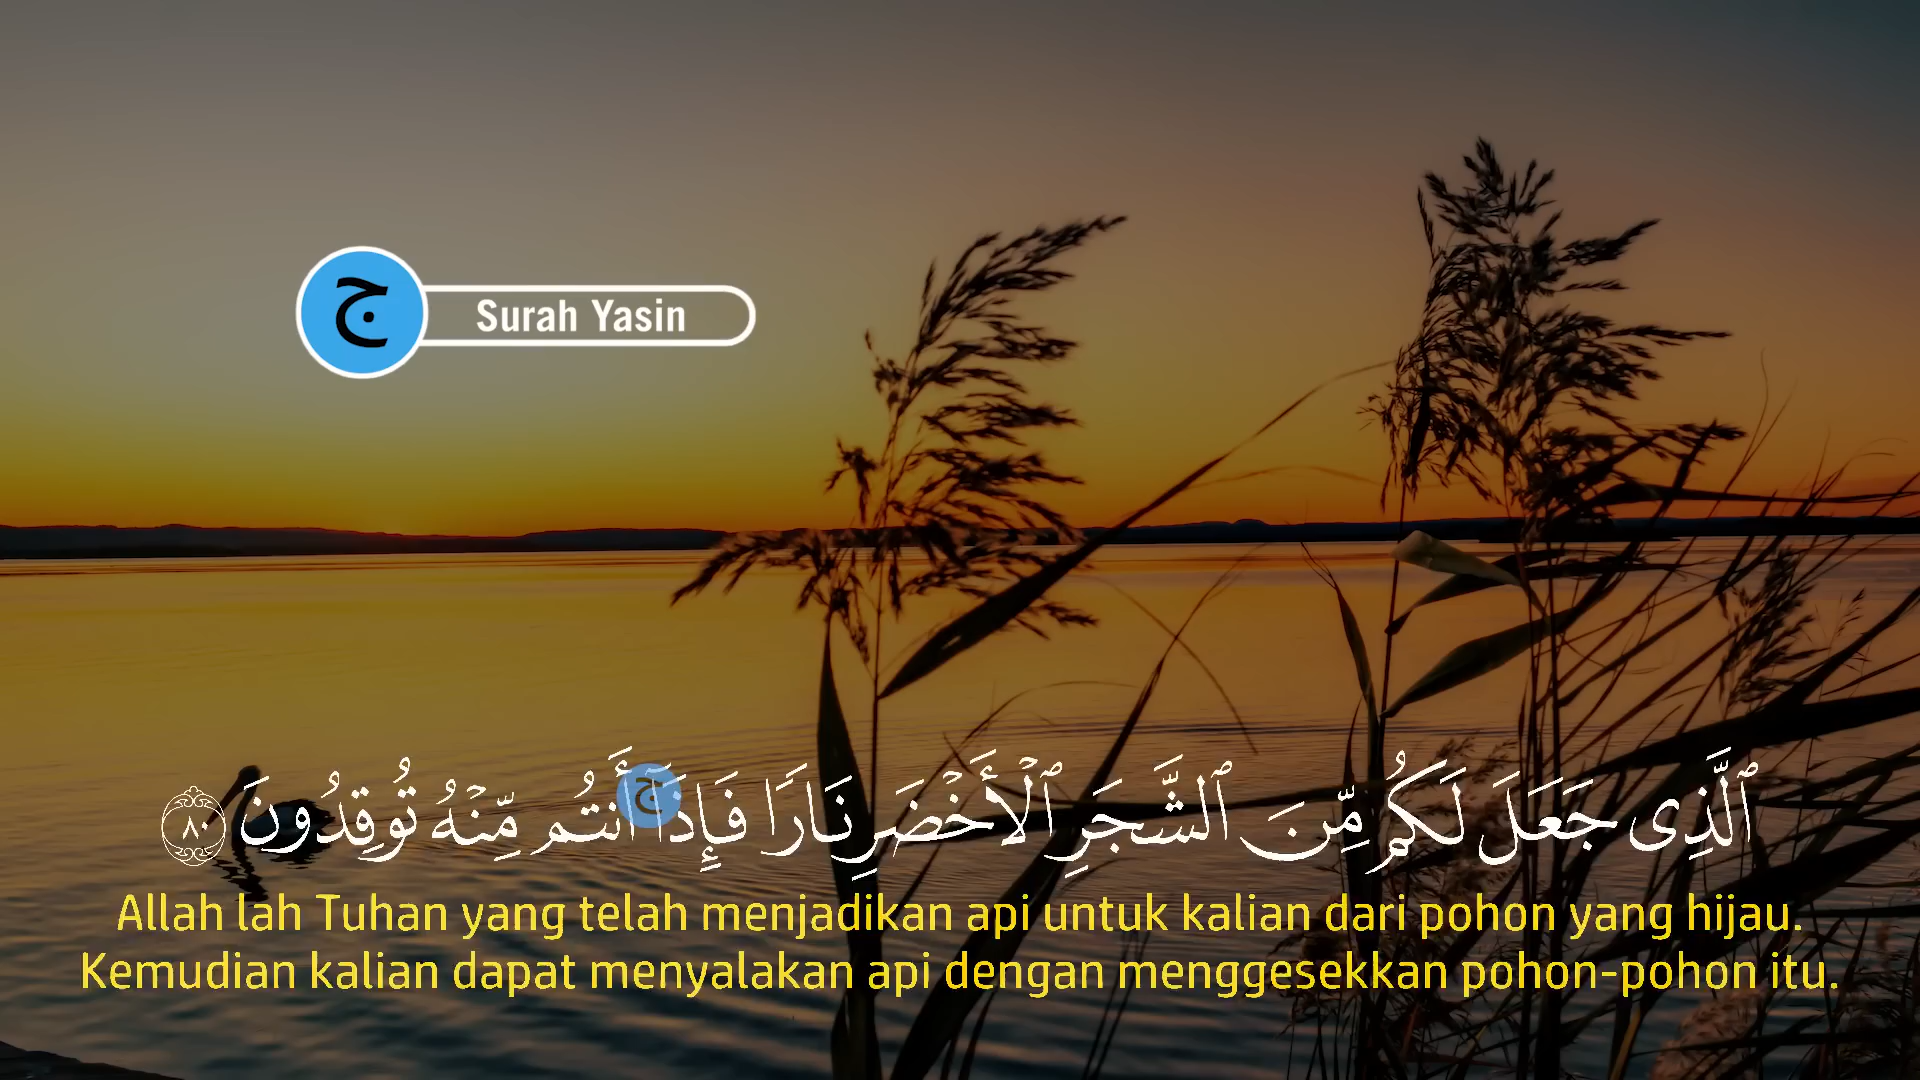 ج
Surah Yasin
ٱلَّذِى جَعَلَ لَكُم مِّنَ ٱلشَّجَرِ ٱلْأَخْضَرِ نَارًا فَإِذَآ أَنتُم مِّنْهُ تُوقِدُونَ ٨٠
ج
Allah lah Tuhan yang telah menjadikan api untuk kalian dari pohon yang hijau.
Kemudian kalian dapat menyalakan api dengan menggesekkan pohon-pohon itu.